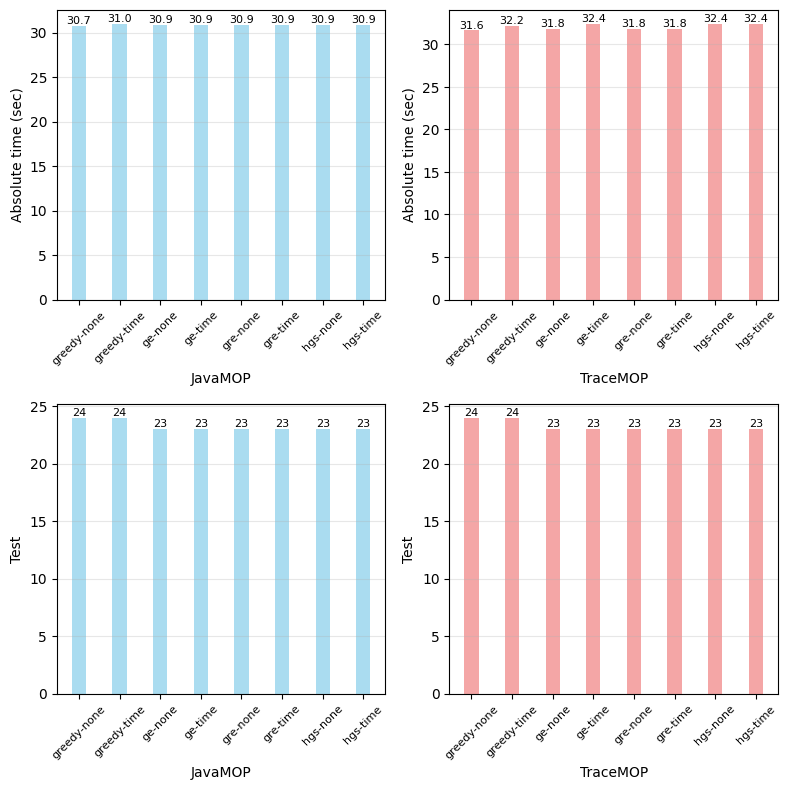 30.7 31.0 30.9 30.9 30.9 30.9 30.9 30.9
30
25
20
15
10
5
0
Absolute time (sec)
greedy-none greedy-time ge-none ge-time gre-none gre-time hgs-none hgs-time
JavaMOP
31.6 32.2 31.8 32.4 31.8 31.8 32.4 32.4
30
25
20
15
10
5
0
Absolute time (sec)
greedy-none greedy-time ge-none ge-time gre-none gre-time hgs-none hgs-time
TraceMOP
24 24 23 23 23 23 23 23
25
20
15
10
5
0
Test
greedy-none greedy-time ge-none ge-time gre-none gre-time hgs-none hgs-time
JavaMOP
24 24 23 23 23 23 23 23
25
20
15
10
5
0
Test
greedy-none greedy-time ge-none ge-time gre-none gre-time hgs-none hgs-time
TraceMOP